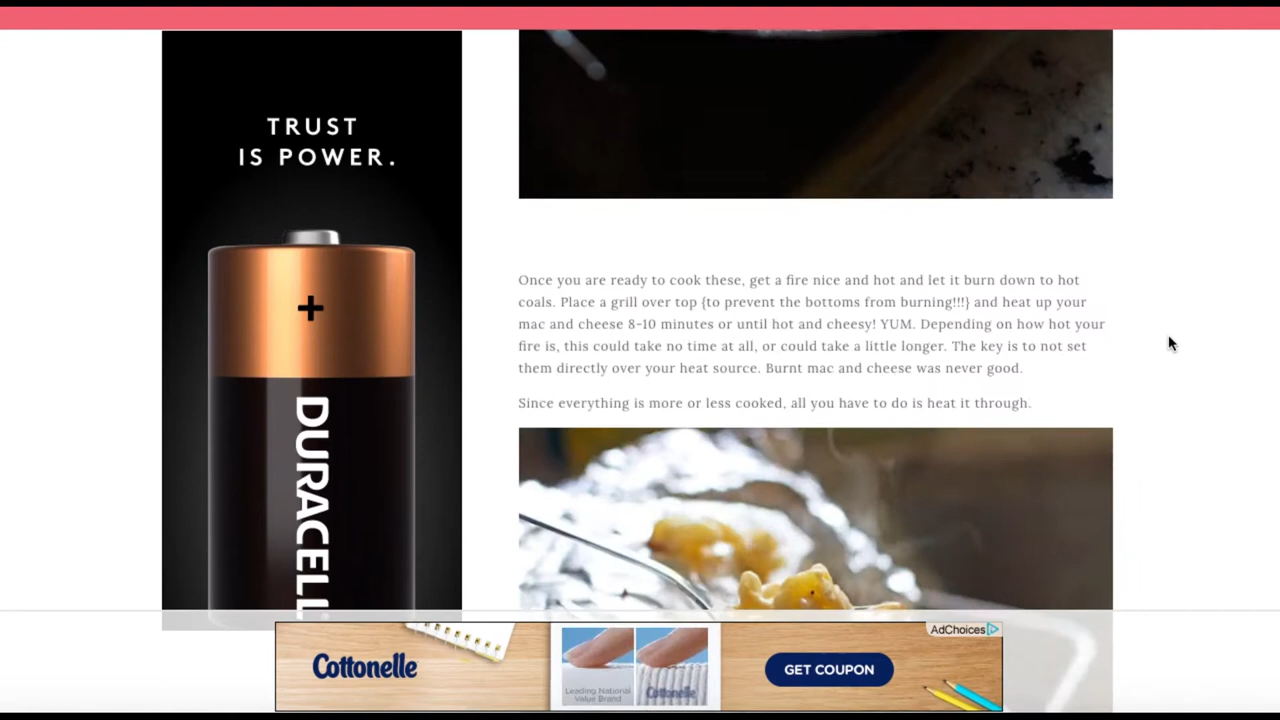 TRUST
IS POWER.
+
DURACELL
Once you are ready to cook these, get a fire nice and hot and let it burn down to hot
coals. Place a grill over top {to prevent the bottoms from burning!!!} and heat up your
mac and cheese 8-10 minutes or until hot and cheesy! YUM. Depending on how hot your
fire is, this could take no time at all, or could take a little longer. The key is to not set
them directly over your heat source. Burnt mac and cheese was never good.
Since everything is more or less cooked, all you have to do is heat it through.
AdChoices
Cottonelle
Leading National
Value Brand
Cottonelle
GET COUPON